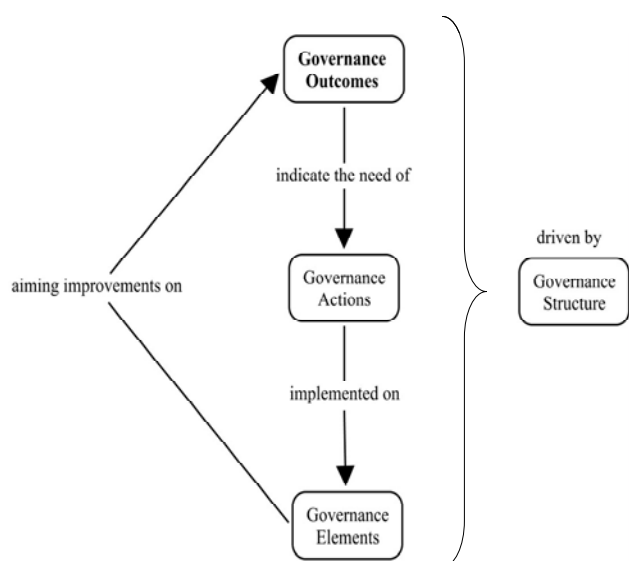 Governance
Outcomes
indicate the need of
driven by
aiming improvements on
Governance
Actions
Governance
Structure
implemented on
Governance
Elements